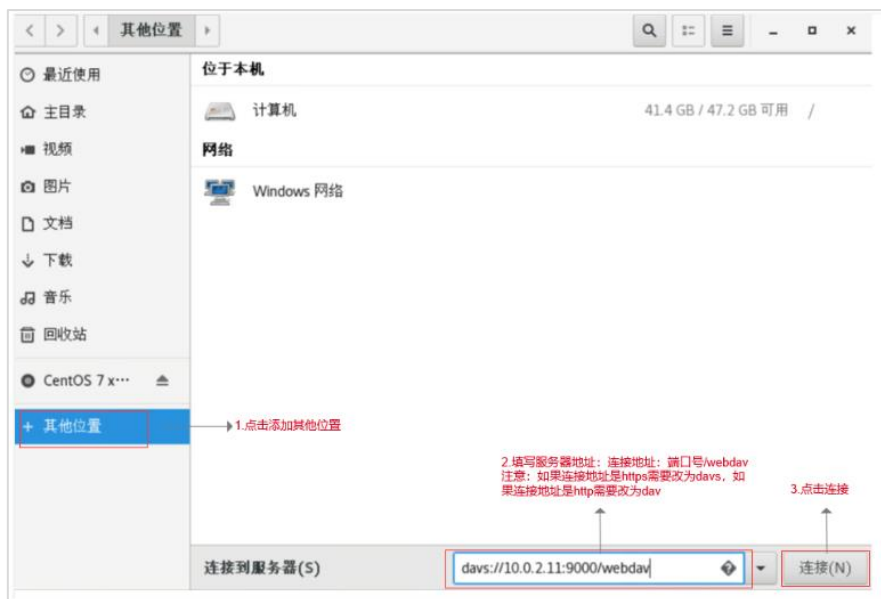 其他位置
最近使用
主目录
视频
图片
文档
下载
音乐
回收站
CentOS 7 x…
+ 其他位置
位于本机
计算机 41.4 GB / 47.2 GB 可用 /
网络
Windows 网络
1.点击添加其他位置
2.填写服务器地址：连接地址：端口号/webdav
注意：如果连接地址是https需要改为davs，如
果连接地址是http需要改为dav
3.点击连接
连接到服务器(S) davs://10.0.2.11:9000/webdav 连接(N)